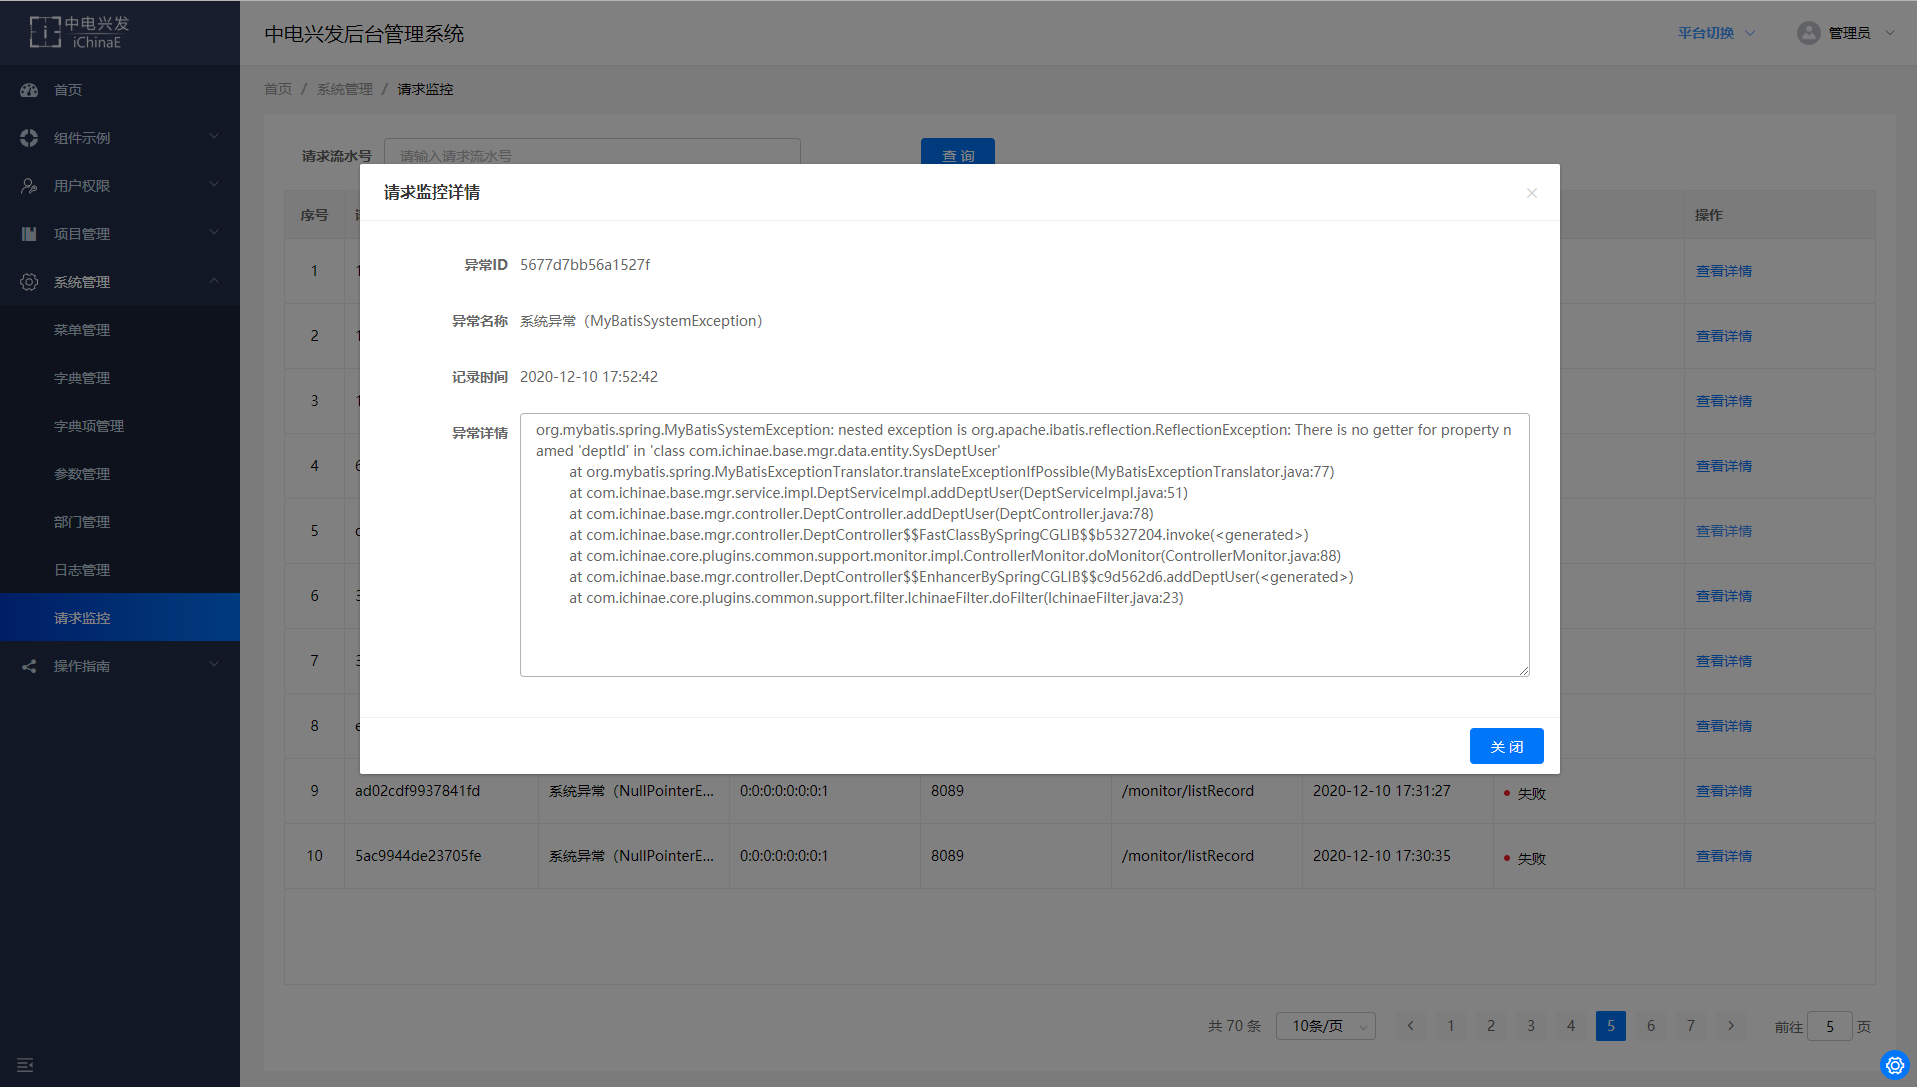 中电兴发
iChinaE
中电兴发后台管理系统
平台切换
管理员
首页
组件示例
用户权限
项目管理
系统管理
菜单管理
字典管理
字典项管理
参数管理
部门管理
日志管理
请求监控
操作指南
首页 / 系统管理 / 请求监控
请求流水号 请输入请求流水号 查 询
序号 操作
1 查看详情
2 查看详情
3 查看详情
4 查看详情
5 查看详情
6 查看详情
7 查看详情
8 查看详情
请求监控详情
异常ID 5677d7bb56a1527f
异常名称 系统异常（MyBatisSystemException）
记录时间 2020-12-10 17:52:42
异常详情
org.mybatis.spring.MyBatisSystemException: nested exception is org.apache.ibatis.reflection.ReflectionException: There is no getter for property n
amed 'deptId' in 'class com.ichinae.base.mgr.data.entity.SysDeptUser'
at org.mybatis.spring.MyBatisExceptionTranslator.translateExceptionIfPossible(MyBatisExceptionTranslator.java:77)
at com.ichinae.base.mgr.service.impl.DeptServiceImpl.addDeptUser(DeptServiceImpl.java:51)
at com.ichinae.base.mgr.controller.DeptController.addDeptUser(DeptController.java:78)
at com.ichinae.base.mgr.controller.DeptController$$FastClassBySpringCGLIB$$b5327204.invoke(<generated>)
at com.ichinae.core.plugins.common.support.monitor.impl.ControllerMonitor.doMonitor(ControllerMonitor.java:88)
at com.ichinae.base.mgr.controller.DeptController$$EnhancerBySpringCGLIB$$c9d562d6.addDeptUser(<generated>)
at com.ichinae.core.plugins.common.support.filter.IchinaeFilter.doFilter(IchinaeFilter.java:23)
关 闭
9 ad02cdf9937841fd 系统异常（NullPointerE... 0:0:0:0:0:0:0:1 8089 /monitor/listRecord 2020-12-10 17:31:27 失败 查看详情
10 5ac9944de23705fe 系统异常（NullPointerE... 0:0:0:0:0:0:0:1 8089 /monitor/listRecord 2020-12-10 17:30:35 失败 查看详情
共 70 条 10条/页 1 2 3 4 5 6 7 前往 5 页